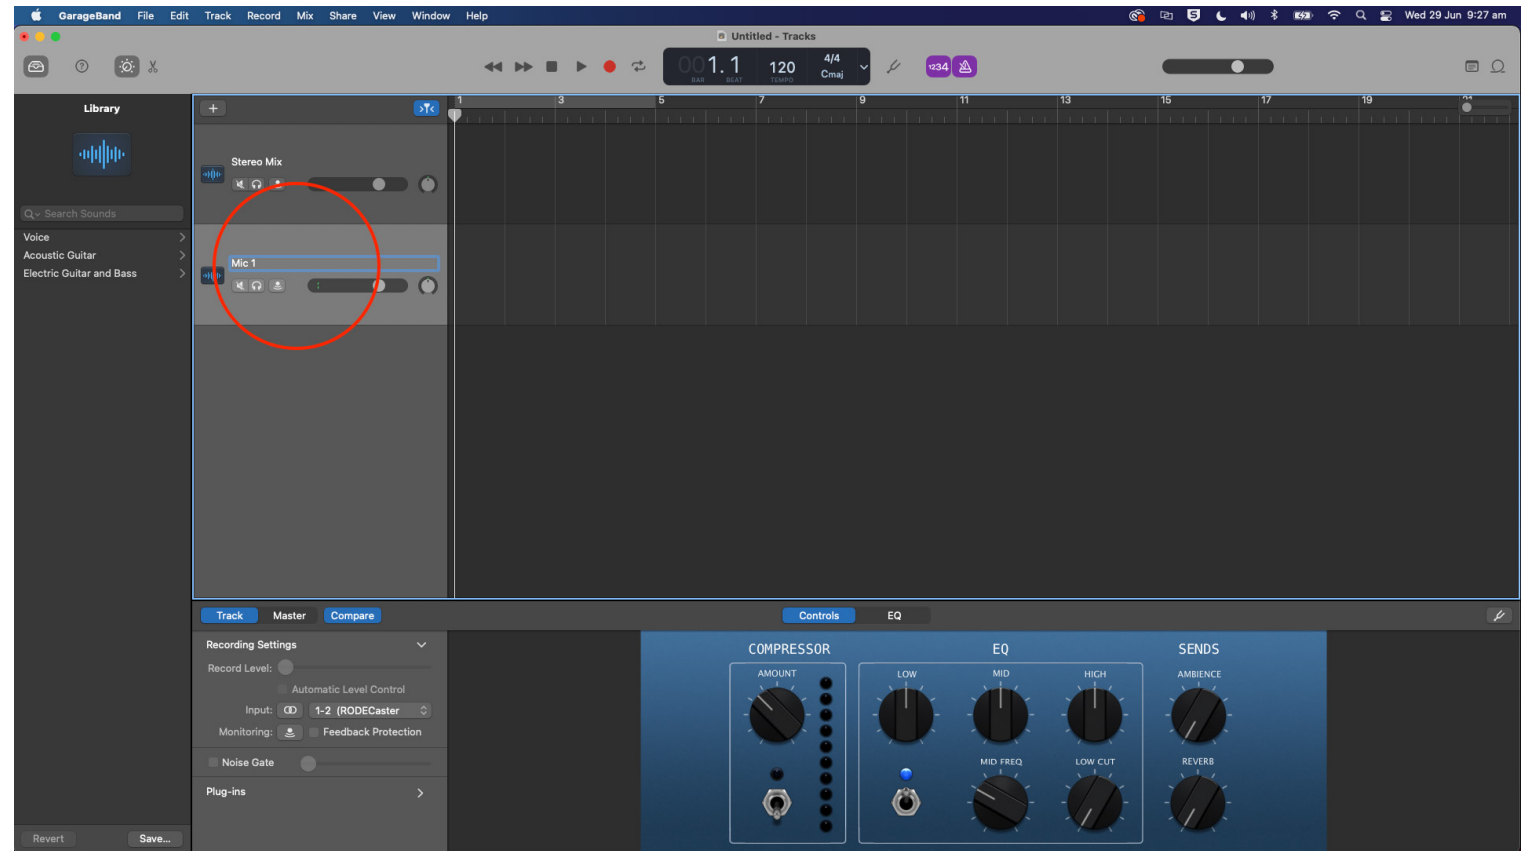 GarageBand File Edit Track Record Mix Share View Window Help Wed 29 Jun 9:27 am
Untitled - Tracks
001.1 120 4/4
BAR BEAT TEMPO Cmaj
1234
Library
1 3 5 7 9 11 13 15 17 19 21
Stereo Mix
Search Sounds
Voice
Acoustic Guitar
Electric Guitar and Bass
Mic 1
Track Master Compare Controls EQ
Recording Settings
Record Level:
Automatic Level Control
Input: 1-2 (RODECaster
Monitoring: Feedback Protection
Noise Gate
Plug-ins
COMPRESSOR EQ SENDS
AMOUNT LOW MID HIGH AMBIENCE
MID FREQ LOW CUT REVERB
Revert Save...